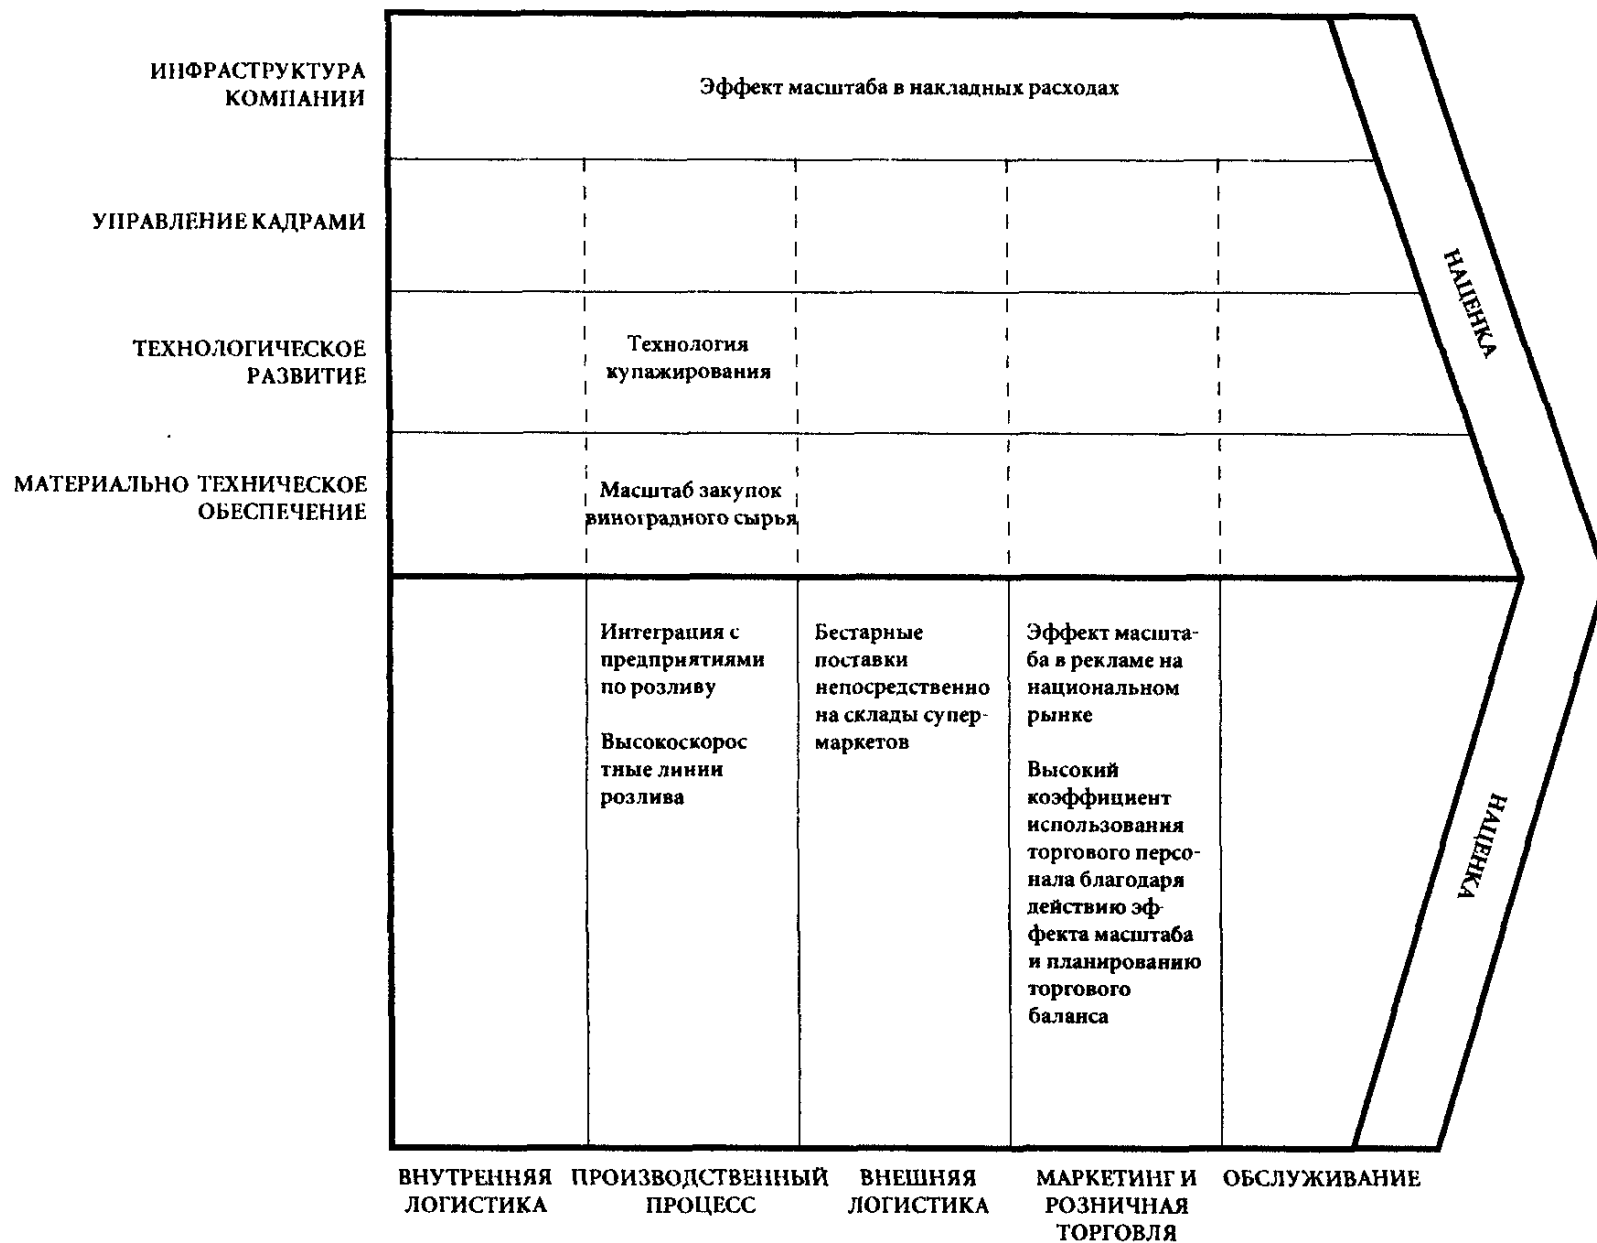 ИНФРАСТРУКТУРА
КОМПАНИИ
Эффект масштаба в накладных расходах
УПРАВЛЕНИЕ КАДРАМИ
ТЕХНОЛОГИЧЕСКОЕ
РАЗВИТИЕ
Технология
купажирования
МАТЕРИАЛЬНО ТЕХНИЧЕСКОЕ
ОБЕСПЕЧЕНИЕ
Масштаб закупок
виноградного сырья
НАЦЕНКА
Интеграция с
предприятиями
по розливу
Высокоскорос
тные линии
розлива
Бестарные
поставки
непосредственно
на склады супер-
маркетов
Эффект масшта-
ба в рекламе на
национальном
рынке
Высокий
коэффициент
использования
торгового персо-
нала благодаря
действию эф-
фекта масштаба
и планированию
торгового
баланса
НАЦЕНКА
ВНУТРЕННЯЯ
ЛОГИСТИКА
ПРОИЗВОДСТВЕННЫЙ
ПРОЦЕСС
ВНЕШНЯЯ
ЛОГИСТИКА
МАРКЕТИНГ И
РОЗНИЧНАЯ
ТОРГОВЛЯ
ОБСЛУЖИВАНИЕ